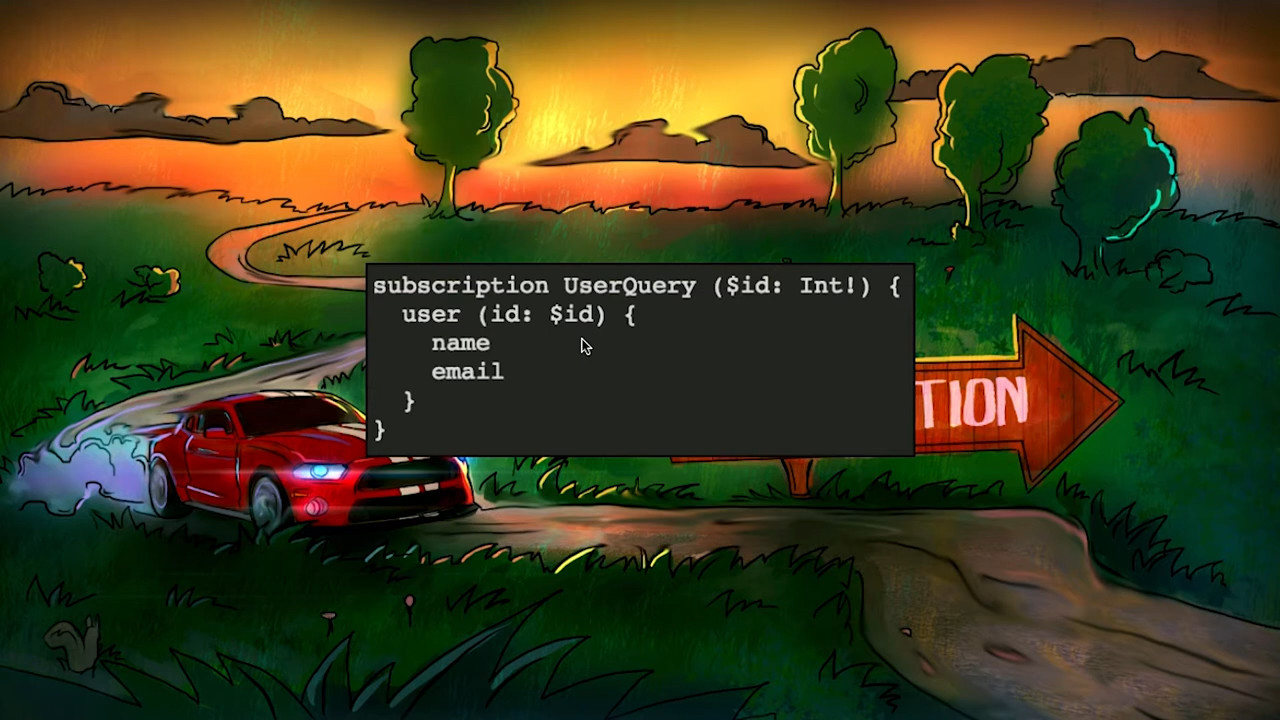 subscription UserQuery ($id: Int!) {
  user (id: $id) {
    name
    email
  }
}
TION